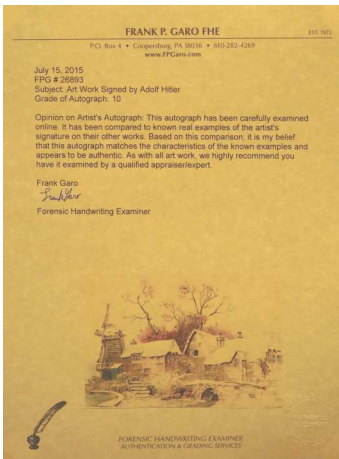 FRANK P. GARO FHE
EST. 1972
P.O. Box 4 • Coopersburg, PA 18036 • 610-282-4269
www.FPGaro.com
July 15, 2015
FPG # 26893
Subject: Art Work Signed by Adolf Hitler
Grade of Autograph: 10
Opinion on Artist's Autograph: This autograph has been carefully examined
online. It has been compared to known real examples of the artist's
signature on their other works. Based on this comparison, it is my belief
that this autograph matches the characteristics of the known examples and
appears to be authentic. As with all art work, we highly recommend you
have it examined by a qualified appraiser/expert.
Frank Garo
Frank Garo
Forensic Handwriting Examiner
FORENSIC HANDWRITING EXAMINER
AUTHENTICATION & GRADING SERVICES